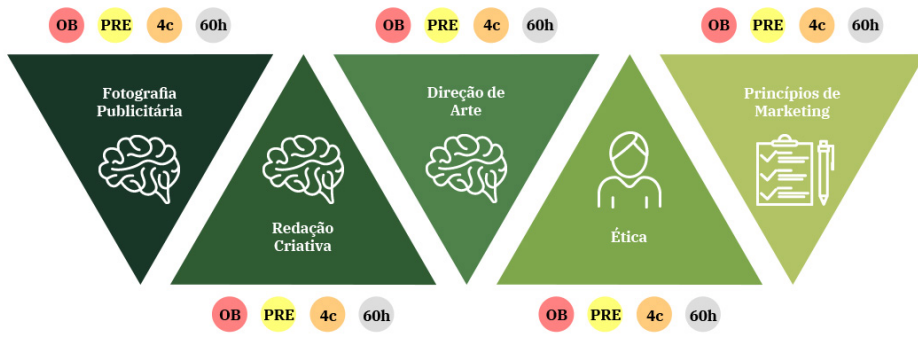 OB PRE 4c 60h
OB PRE 4c 60h
OB PRE 4c 60h
Fotografia
Publicitária
Direção de
Arte
Princípios de
Marketing
Redação
Criativa
Ética
OB PRE 4c 60h
OB PRE 4c 60h